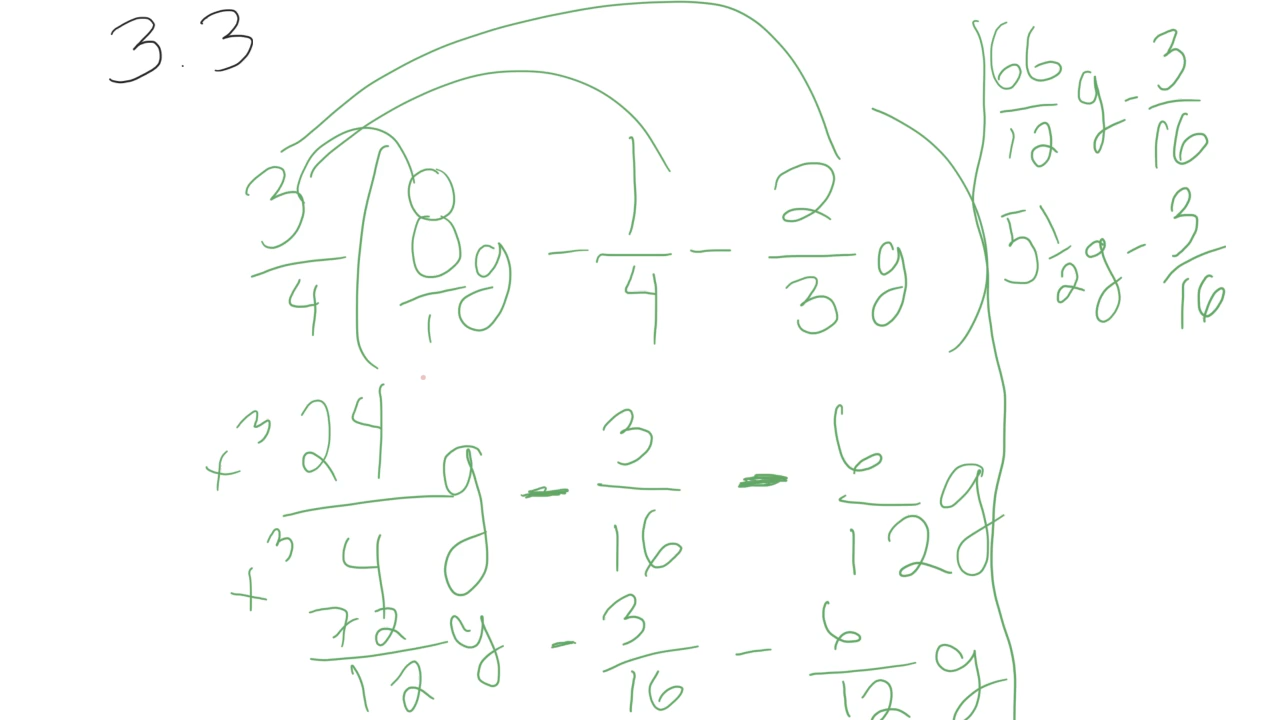 3.3
3/4 (8/1 g - 1/4 - 2/3 g)
×3 24/4 ×3 g - 3/16 - 6/12 g
72/12 g - 3/16 - 6/12 g
66/12 g - 3/16
5 1/2 g - 3/16